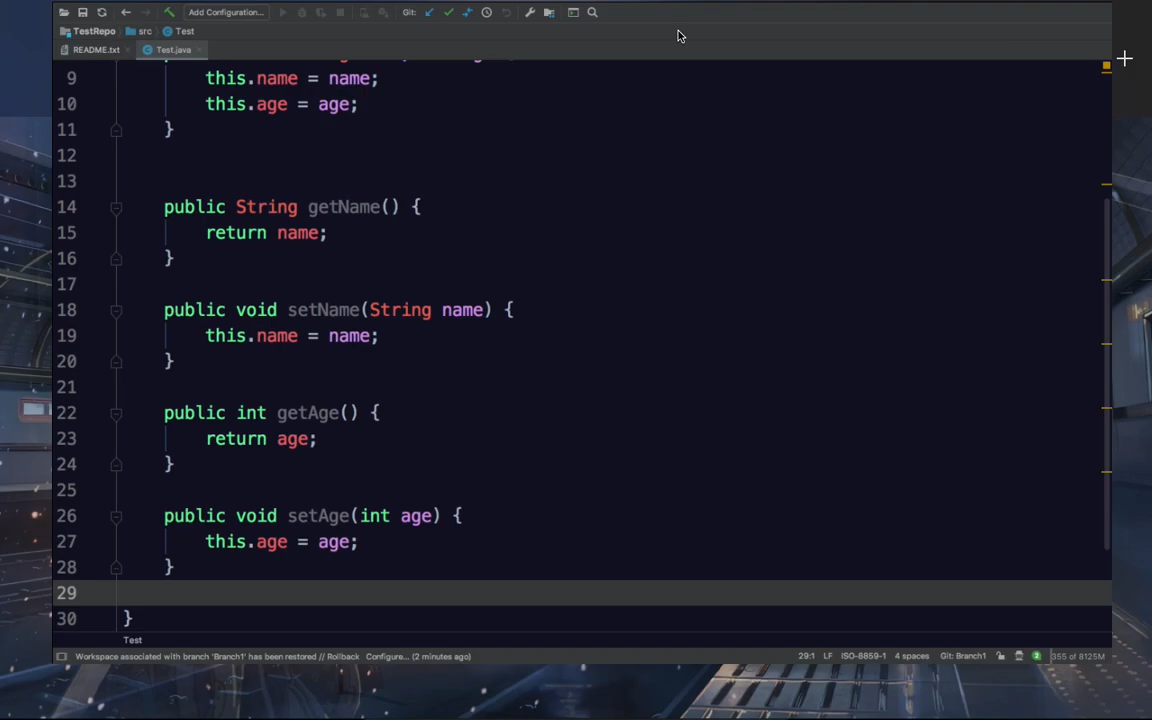 Add Configuration... Git:
TestRepo src Test
README.txt Test.java
9 this.name = name;
10 this.age = age;
11 }
12
13
14 public String getName() {
15 return name;
16 }
17
18 public void setName(String name) {
19 this.name = name;
20 }
21
22 public int getAge() {
23 return age;
24 }
25
26 public void setAge(int age) {
27 this.age = age;
28 }
29
30 }
Test
Workspace associated with branch 'Branch1' has been restored // Rollback Configure... (2 minutes ago) 29:1 LF ISO-8859-1 4 spaces Git: Branch1 2 355 of 8125M